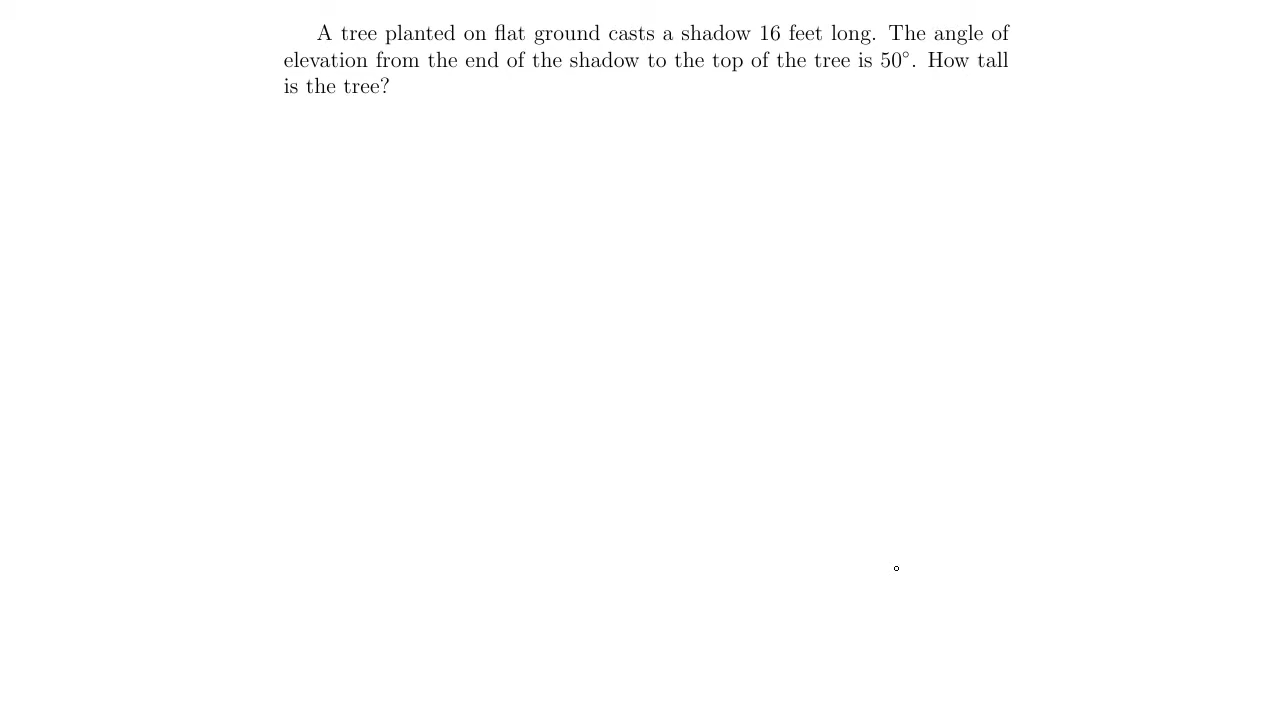 A tree planted on flat ground casts a shadow 16 feet long. The angle of
elevation from the end of the shadow to the top of the tree is 50°. How tall
is the tree?